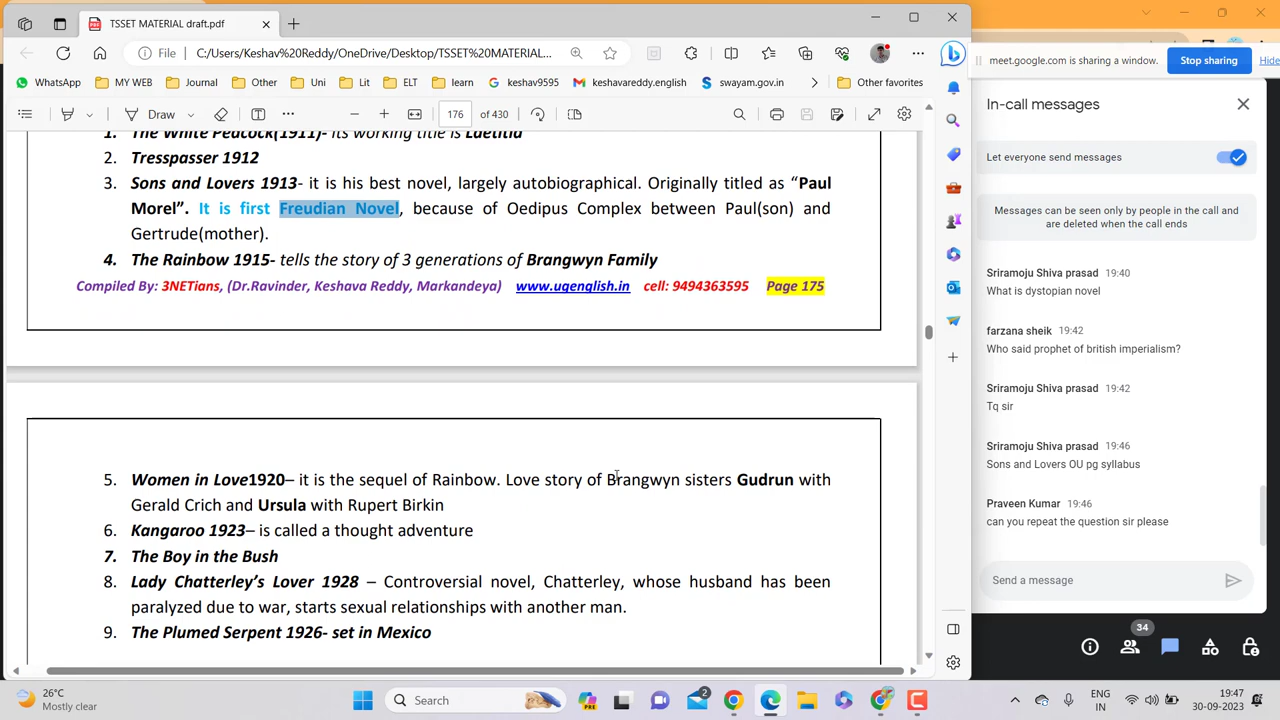 TSSET MATERIAL draft.pdf
File
C:/Users/Keshav%20Reddy/OneDrive/Desktop/TSSET%20MATERIAL...
WhatsApp
MY WEB
Journal
Other
Uni
Lit
ELT
learn
keshav9595
keshavareddy.english
swayam.gov.in
Other favorites
Draw
176
of 430
1. The White Peacock(1911)- its working title is Laetitia
2. Tresspasser 1912
3. Sons and Lovers 1913- it is his best novel, largely autobiographical. Originally titled as “Paul
Morel”. It is first Freudian Novel, because of Oedipus Complex between Paul(son) and
Gertrude(mother).
4. The Rainbow 1915- tells the story of 3 generations of Brangwyn Family
Compiled By: 3NETians, (Dr.Ravinder, Keshava Reddy, Markandeya) www.ugenglish.in cell: 9494363595 Page 175
5. Women in Love1920– it is the sequel of Rainbow. Love story of Brangwyn sisters Gudrun with
Gerald Crich and Ursula with Rupert Birkin
6. Kangaroo 1923– is called a thought adventure
7. The Boy in the Bush
8. Lady Chatterley’s Lover 1928 – Controversial novel, Chatterley, whose husband has been
paralyzed due to war, starts sexual relationships with another man.
9. The Plumed Serpent 1926- set in Mexico
meet.google.com is sharing a window.
Stop sharing
Hide
In-call messages
Let everyone send messages
Messages can be seen only by people in the call and
are deleted when the call ends
Sriramoju Shiva prasad 19:40
What is dystopian novel
farzana sheik 19:42
Who said prophet of british imperialism?
Sriramoju Shiva prasad 19:42
Tq sir
Sriramoju Shiva prasad 19:46
Sons and Lovers OU pg syllabus
Praveen Kumar 19:46
can you repeat the question sir please
Send a message
34
26°C
Mostly clear
Search
PRE
2
ENG
IN
19:47
30-09-2023